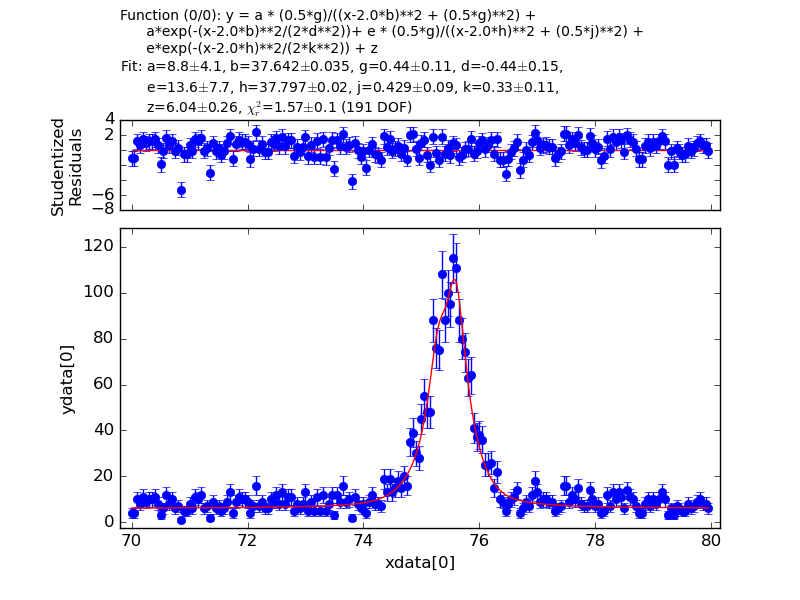 Function (0/0): y = a * (0.5*g)/((x-2.0*b)**2 + (0.5*g)**2) +
a*exp(-(x-2.0*b)**2/(2*d**2))+ e * (0.5*g)/((x-2.0*h)**2 + (0.5*j)**2) +
e*exp(-(x-2.0*h)**2/(2*k**2)) + z
Fit: a=8.8±4.1, b=37.642±0.035, g=0.44±0.11, d=-0.44±0.15,
e=13.6±7.7, h=37.797±0.02, j=0.429±0.09, k=0.33±0.11,
z=6.04±0.26, χ²ᵣ=1.57±0.1 (191 DOF)
Studentized
Residuals
4
2
−6
−8
ydata[0]
120
100
80
60
40
20
0
70 72 74 76 78 80
xdata[0]